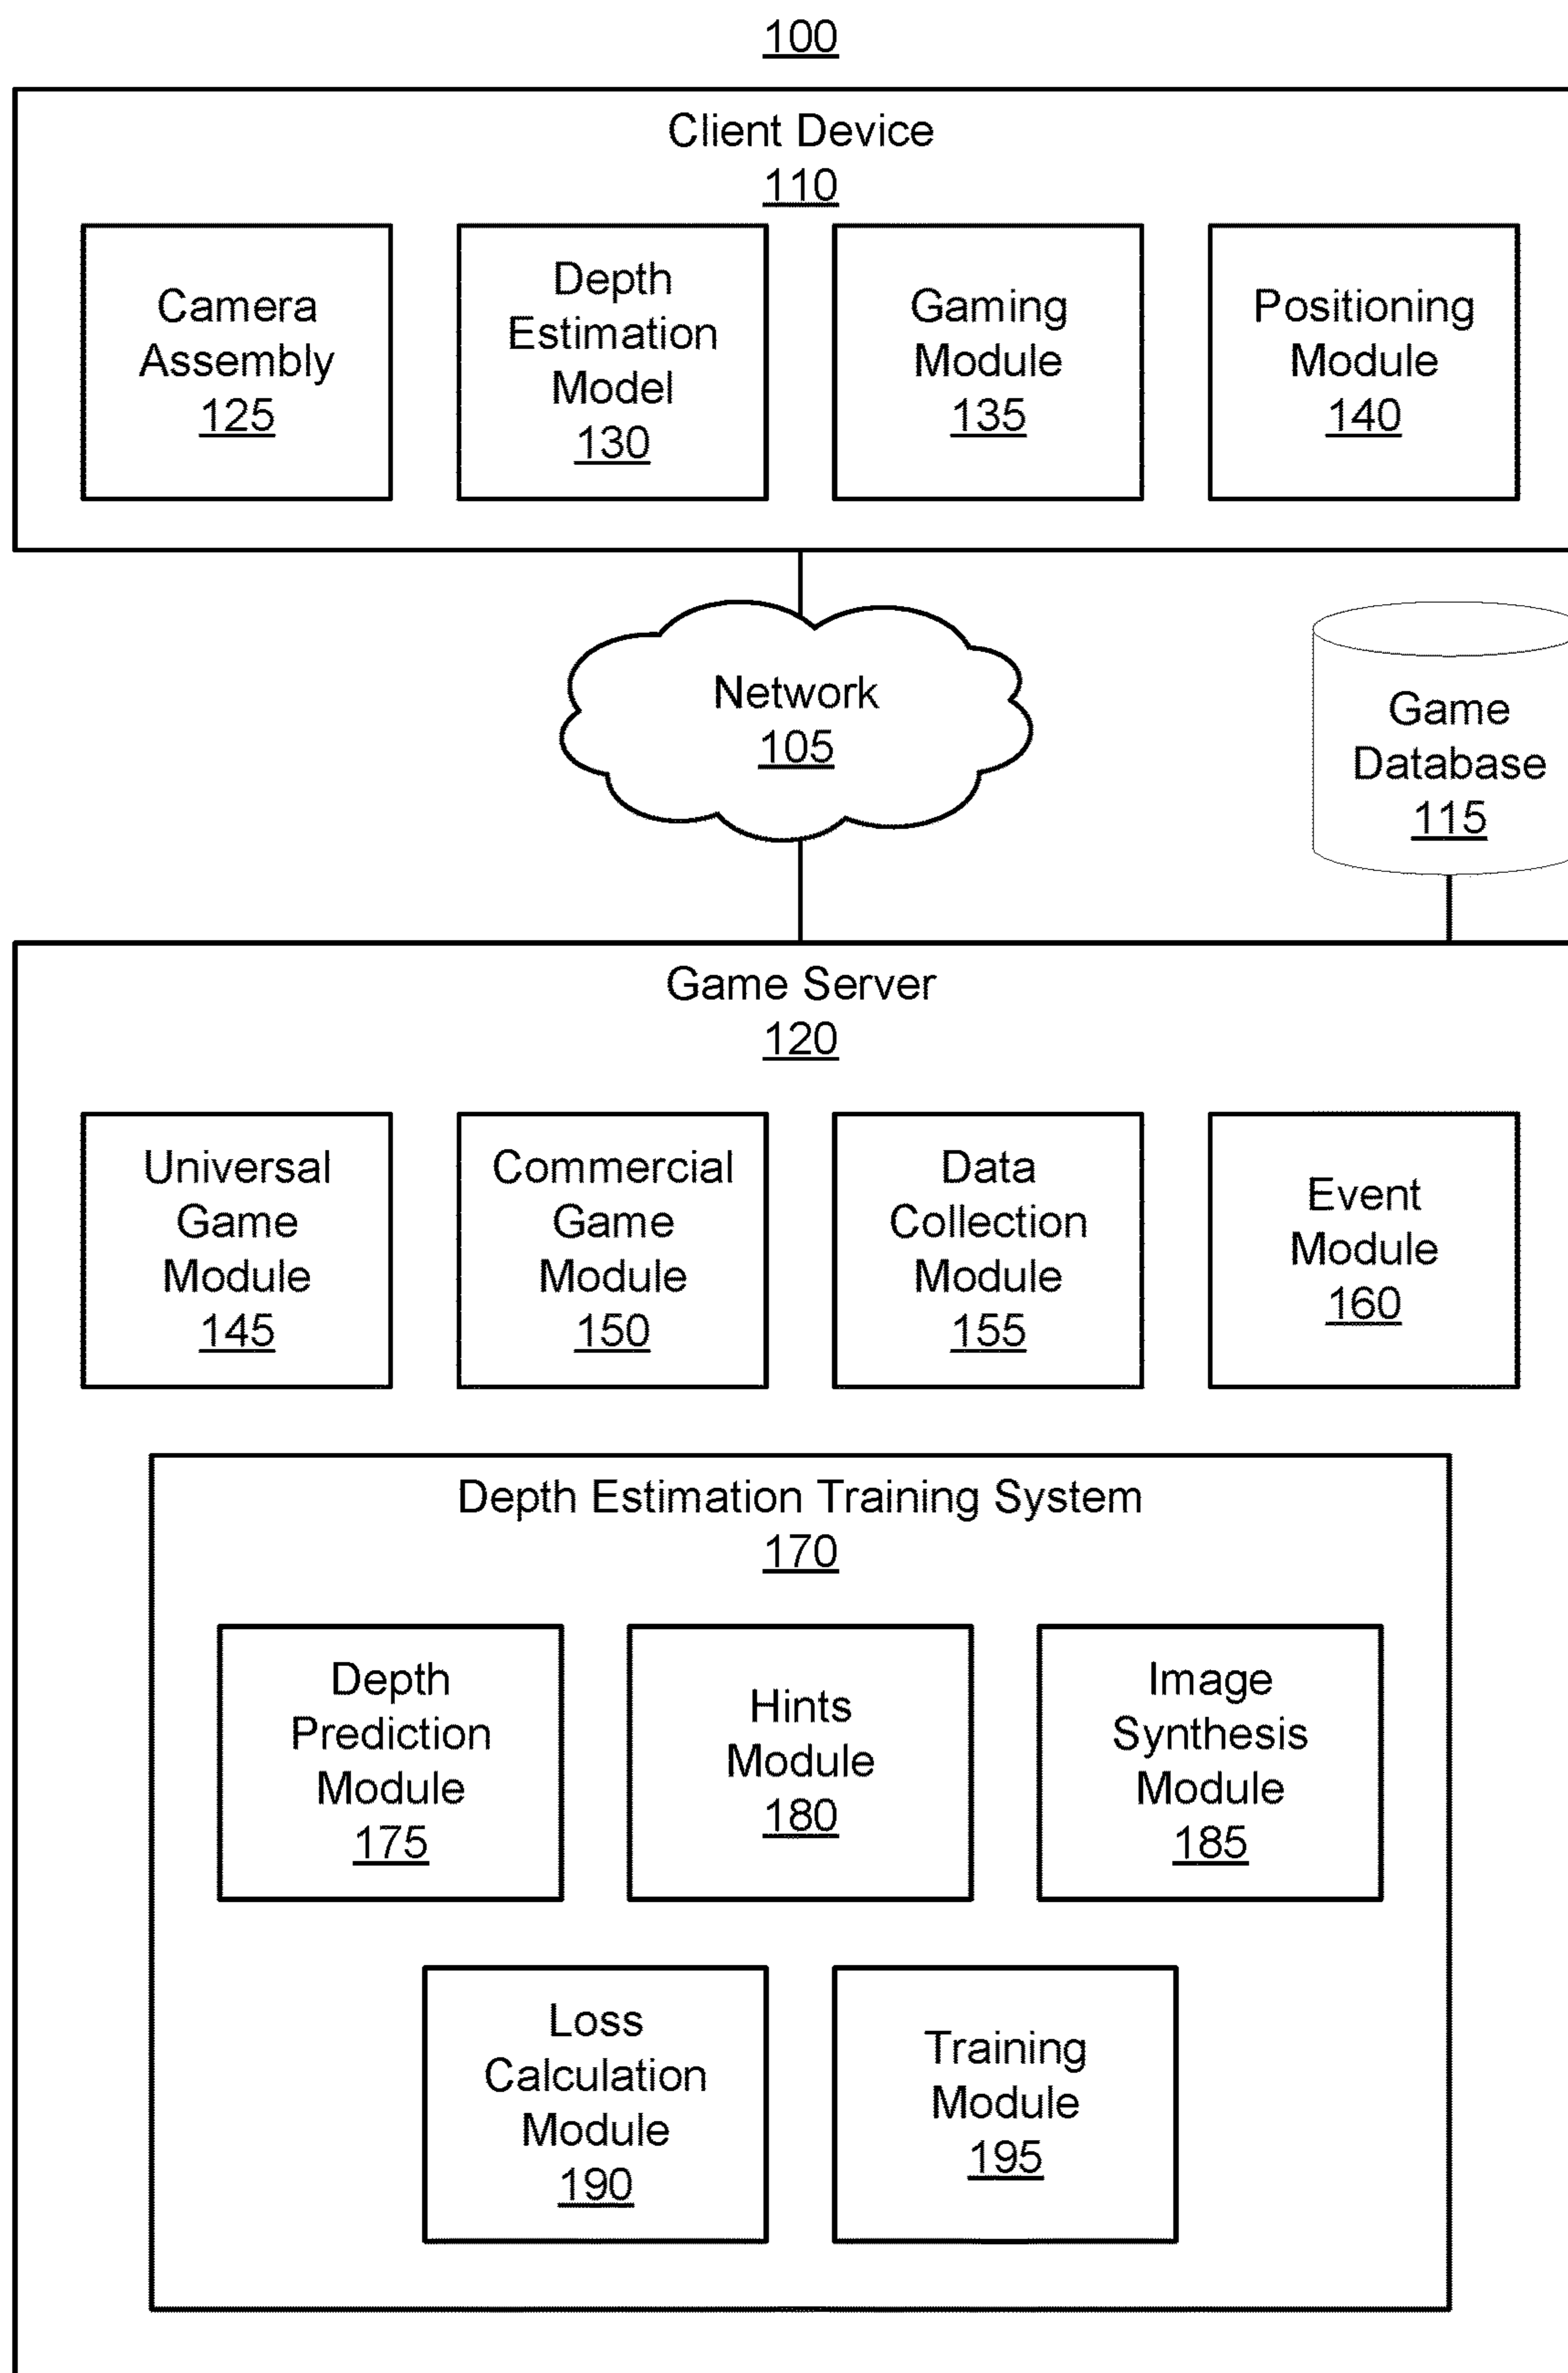 100
Client Device
110
Camera
Assembly
125
Depth
Estimation
Model
130
Gaming
Module
135
Positioning
Module
140
Network
105
Game
Database
115
Game Server
120
Universal
Game
Module
145
Commercial
Game
Module
150
Data
Collection
Module
155
Event
Module
160
Depth Estimation Training System
170
Depth
Prediction
Module
175
Hints
Module
180
Image
Synthesis
Module
185
Loss
Calculation
Module
190
Training
Module
195